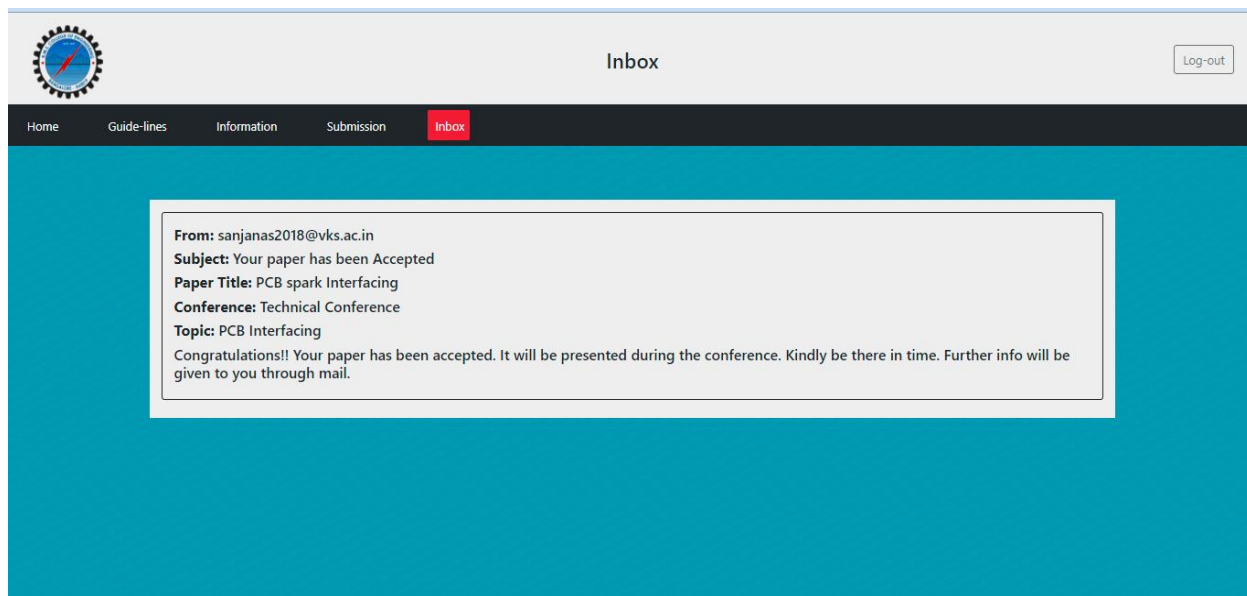 Inbox
Log-out
Home Guide-lines Information Submission Inbox
From: sanjanas2018@vks.ac.in
Subject: Your paper has been Accepted
Paper Title: PCB spark Interfacing
Conference: Technical Conference
Topic: PCB Interfacing
Congratulations!! Your paper has been accepted. It will be presented during the conference. Kindly be there in time. Further info will be
given to you through mail.